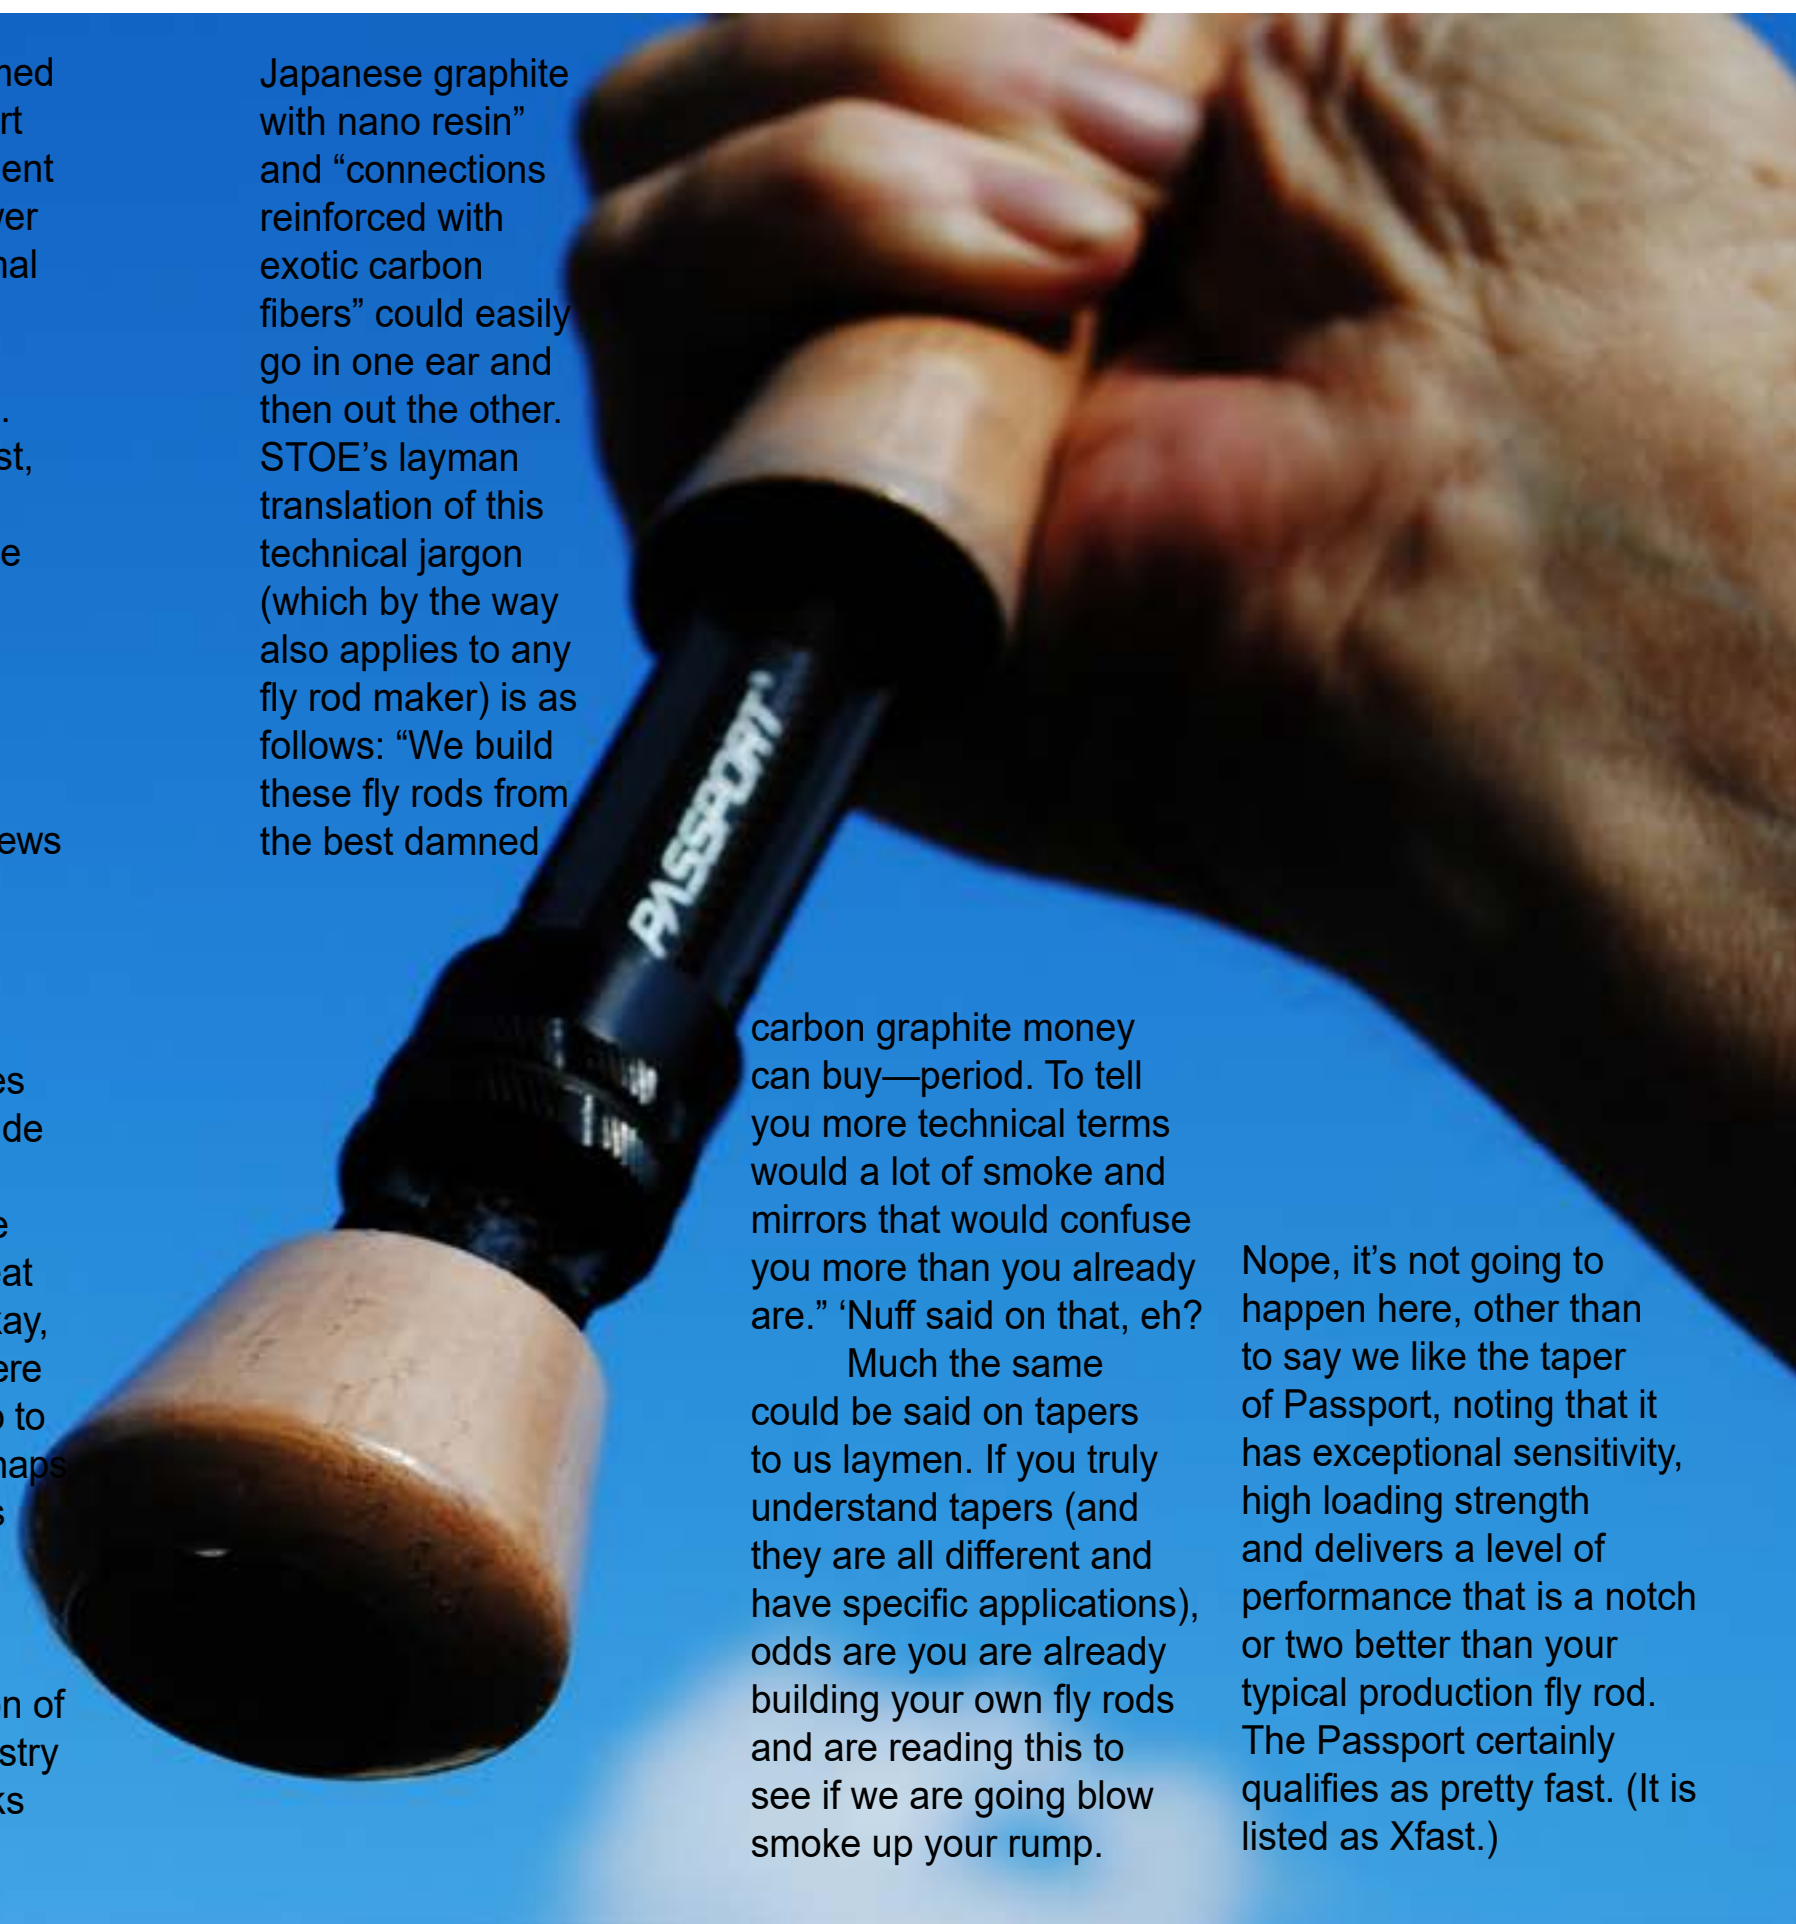 ent
.
e
Japanese graphite
with nano resin”
and “connections
reinforced with
exotic carbon
fibers” could easily
go in one ear and
then out the other.
STOE’s layman
translation of this
technical jargon
(which by the way
also applies to any
fly rod maker) is as
follows: “We build
these fly rods from
the best damned
PASSPORT
carbon graphite money
can buy—period. To tell
you more technical terms
would a lot of smoke and
mirrors that would confuse
you more than you already
are.” ‘Nuff said on that, eh?
Much the same
could be said on tapers
to us laymen. If you truly
understand tapers (and
they are all different and
have specific applications),
odds are you are already
building your own fly rods
and are reading this to
see if we are going blow
smoke up your rump.
Nope, it’s not going to
happen here, other than
to say we like the taper
of Passport, noting that it
has exceptional sensitivity,
high loading strength
and delivers a level of
performance that is a notch
or two better than your
typical production fly rod.
The Passport certainly
qualifies as pretty fast. (It is
listed as Xfast.)